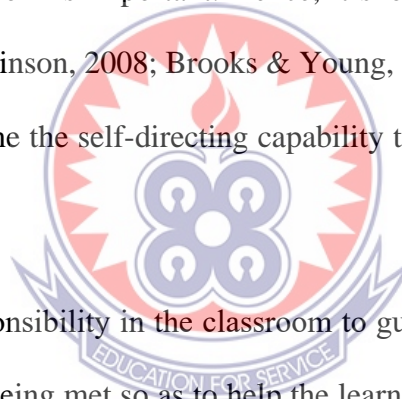 inson, 2008; Brooks & Young,
ne the self-directing capability t
onsibility in the classroom to gu
EDUCATION FOR SERVICE
eing met so as to help the learn